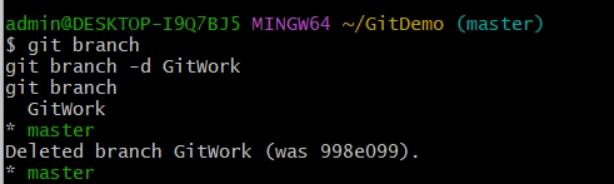 admin@DESKTOP-I9Q7BJ5 MINGW64 ~/GitDemo (master)
$ git branch
git branch -d GitWork
git branch
  GitWork
* master
Deleted branch GitWork (was 998e099).
* master